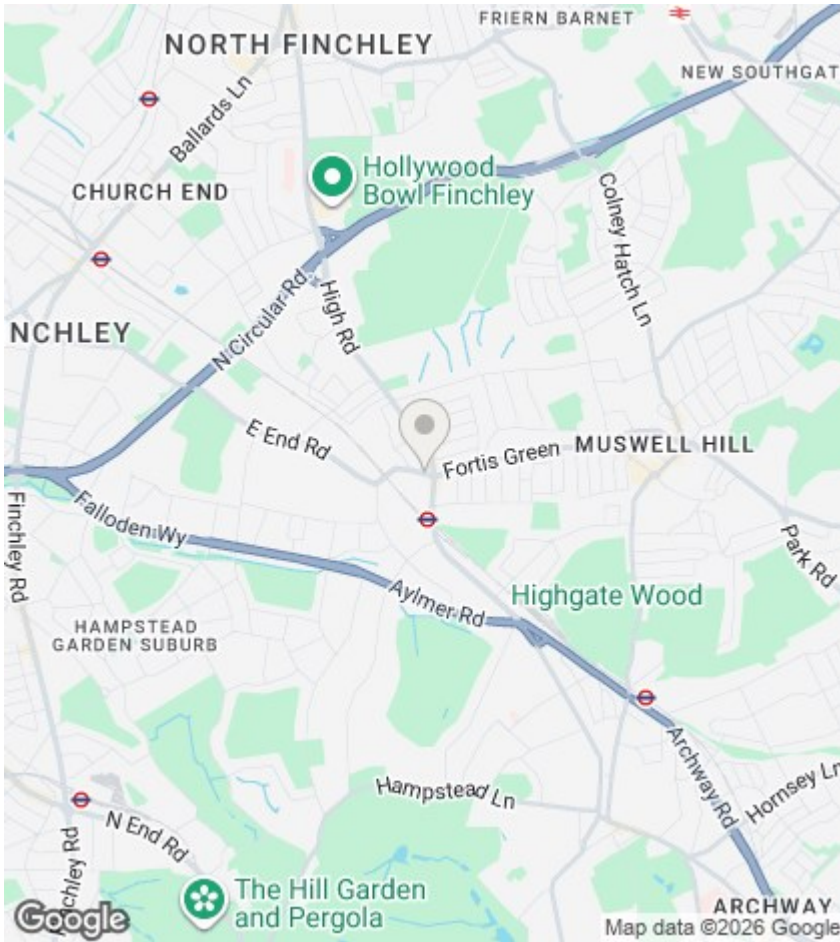 FRIERN BARNET
NORTH FINCHLEY
NEW SOUTHGAT
Ballards Ln
Hollywood
Bowl Finchley
CHURCH END
Colney Hatch Ln
N Circular Rd
High Rd
NCHLEY
E End Rd
Fortis Green
MUSWELL HILL
Finchley Rd
Falloden Wy
Park Rd
Aylmer Rd
Highgate Wood
HAMPSTEAD
GARDEN SUBURB
Archway Rd
Hampstead Ln
Hornsey Ln
N End Rd
nchley Rd
The Hill Garden
and Pergola
ARCHWAY
Google
Map data ©2026 Google